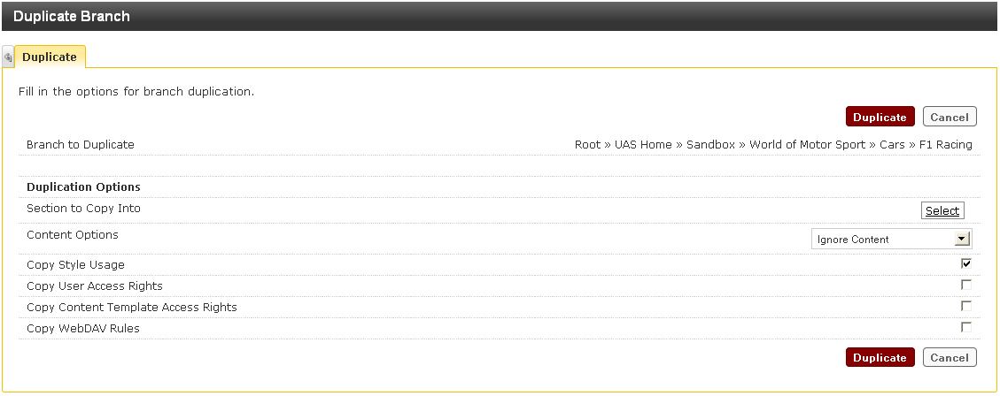 Duplicate Branch
Duplicate
Fill in the options for branch duplication.
Duplicate Cancel
Branch to Duplicate Root » UAS Home » Sandbox » World of Motor Sport » Cars » F1 Racing
Duplication Options
Section to Copy Into Select
Content Options Ignore Content
Copy Style Usage
Copy User Access Rights
Copy Content Template Access Rights
Copy WebDAV Rules
Duplicate Cancel